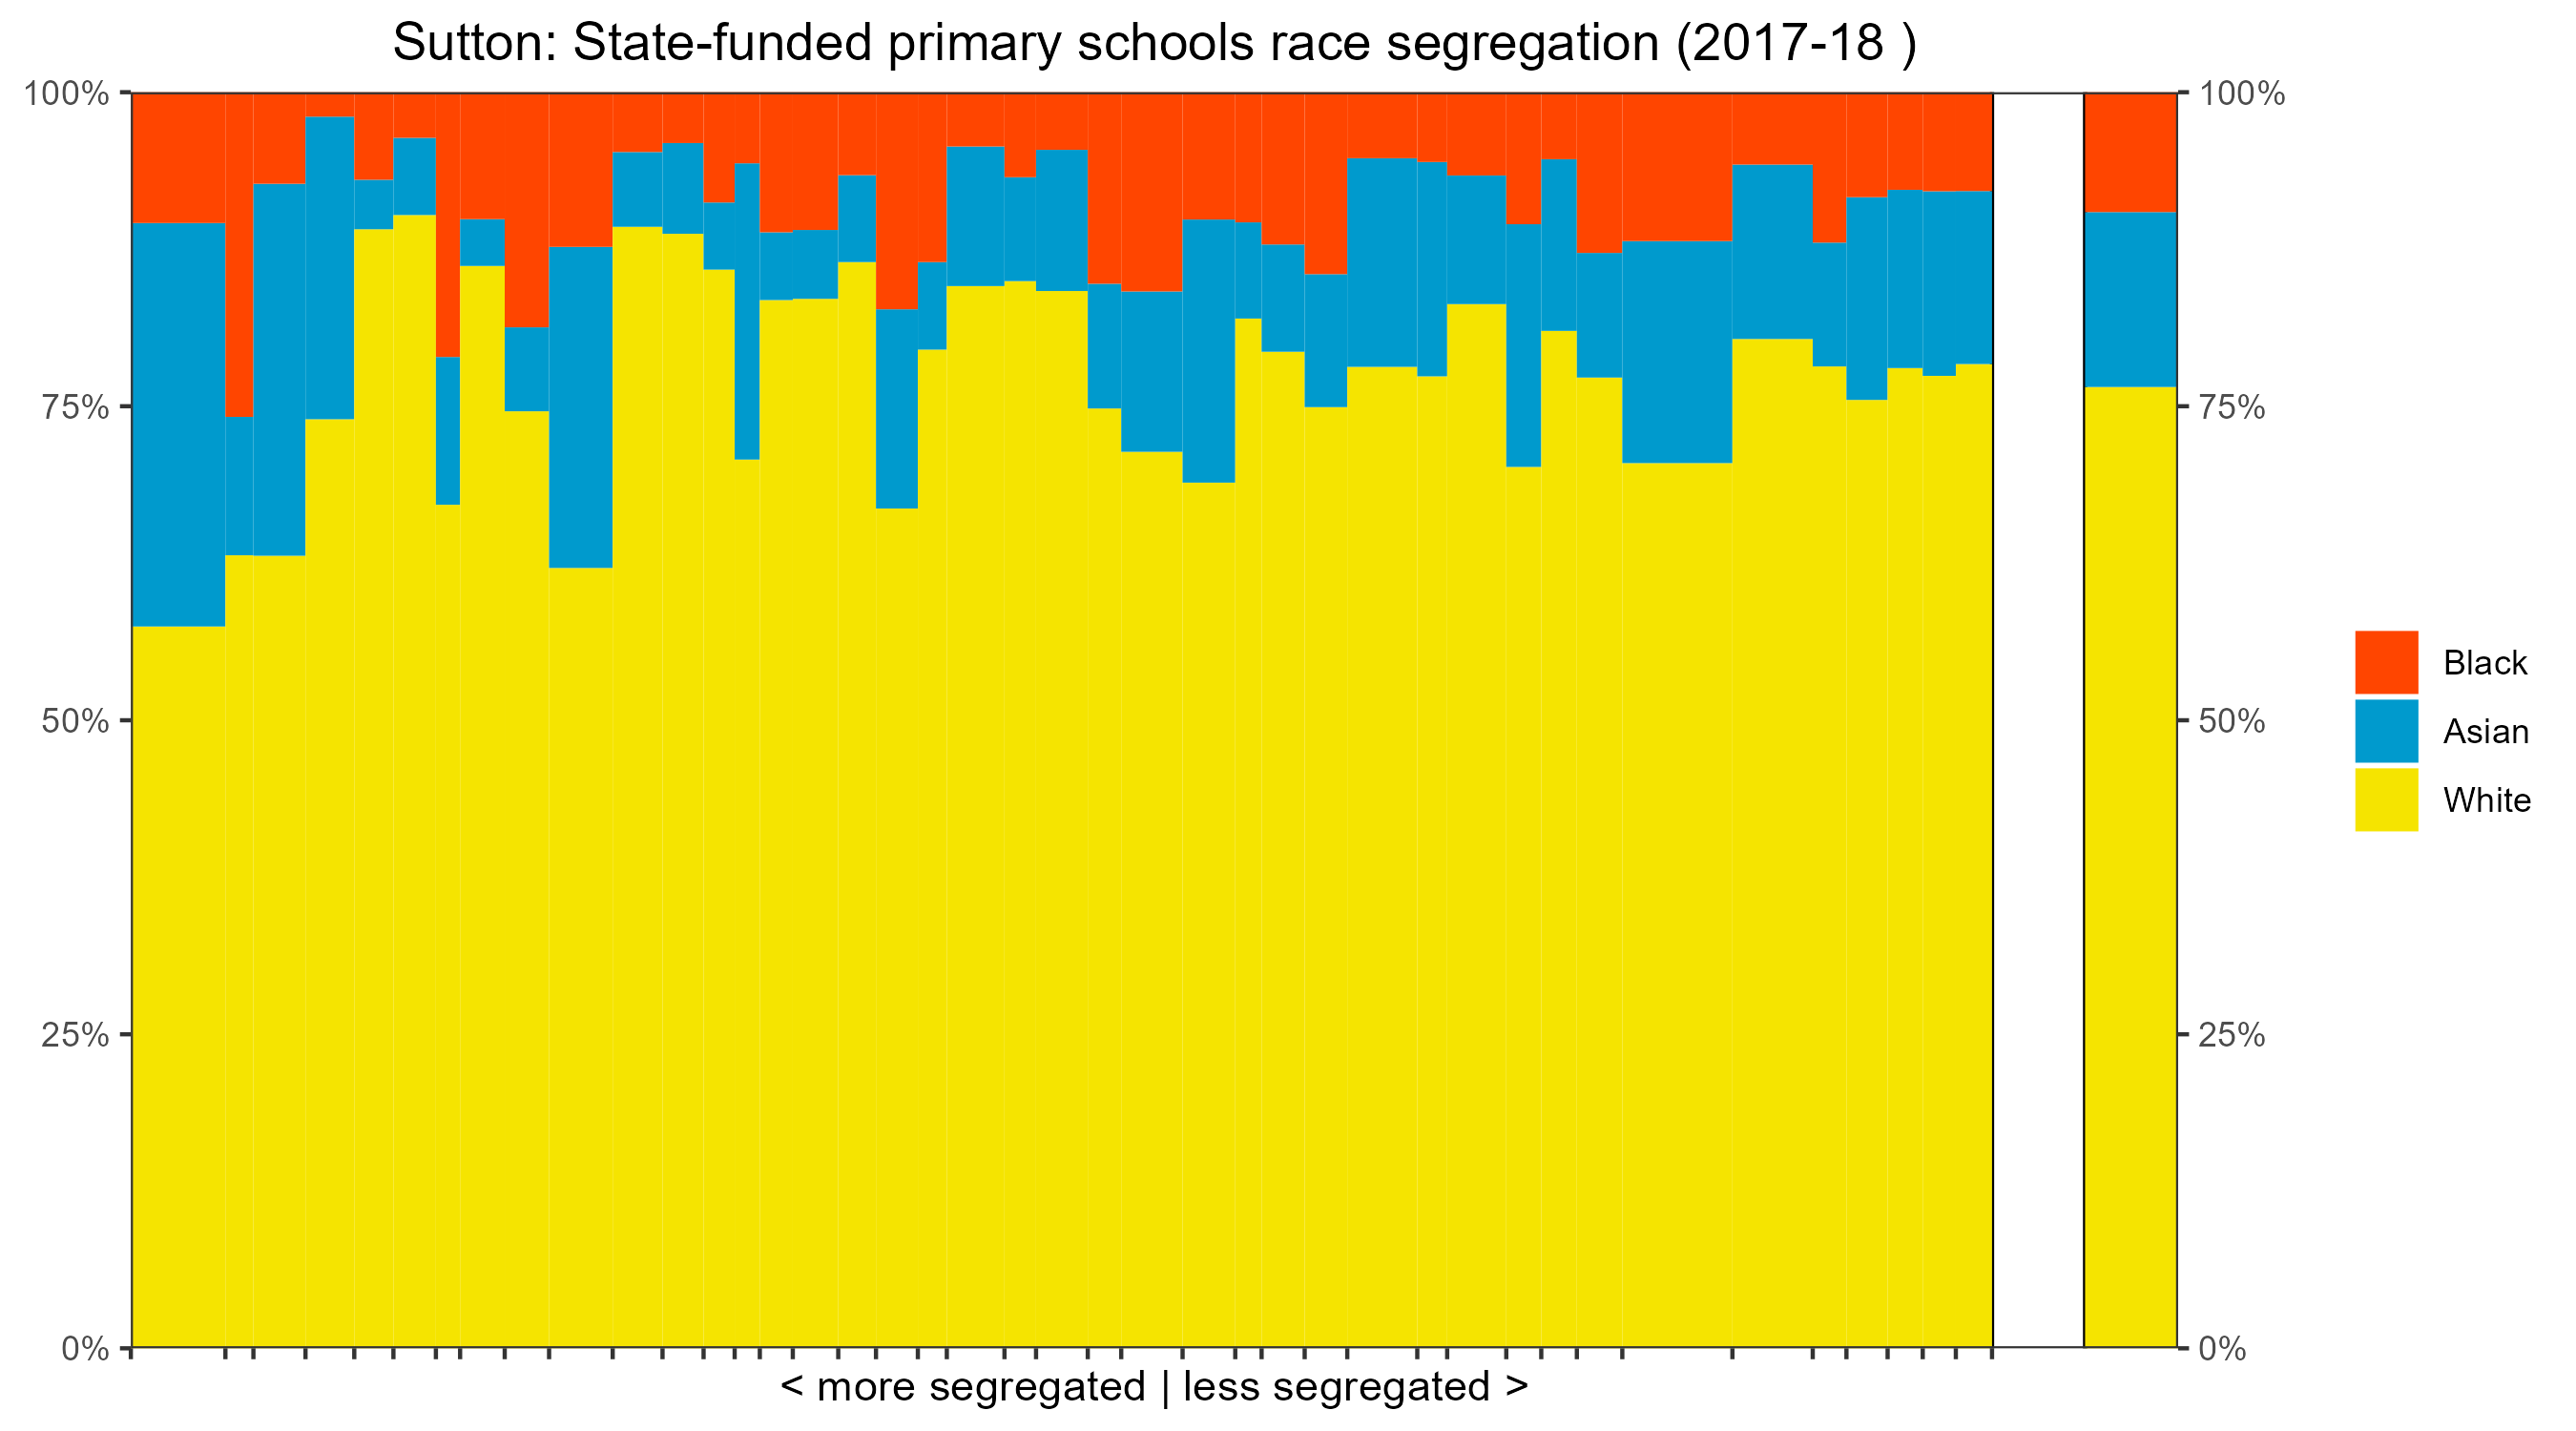 Sutton: State-funded primary schools race segregation (2017-18 )
100%
75%
50%
25%
0%
100%
75%
50%
25%
0%
Black
Asian
White
< more segregated | less segregated >